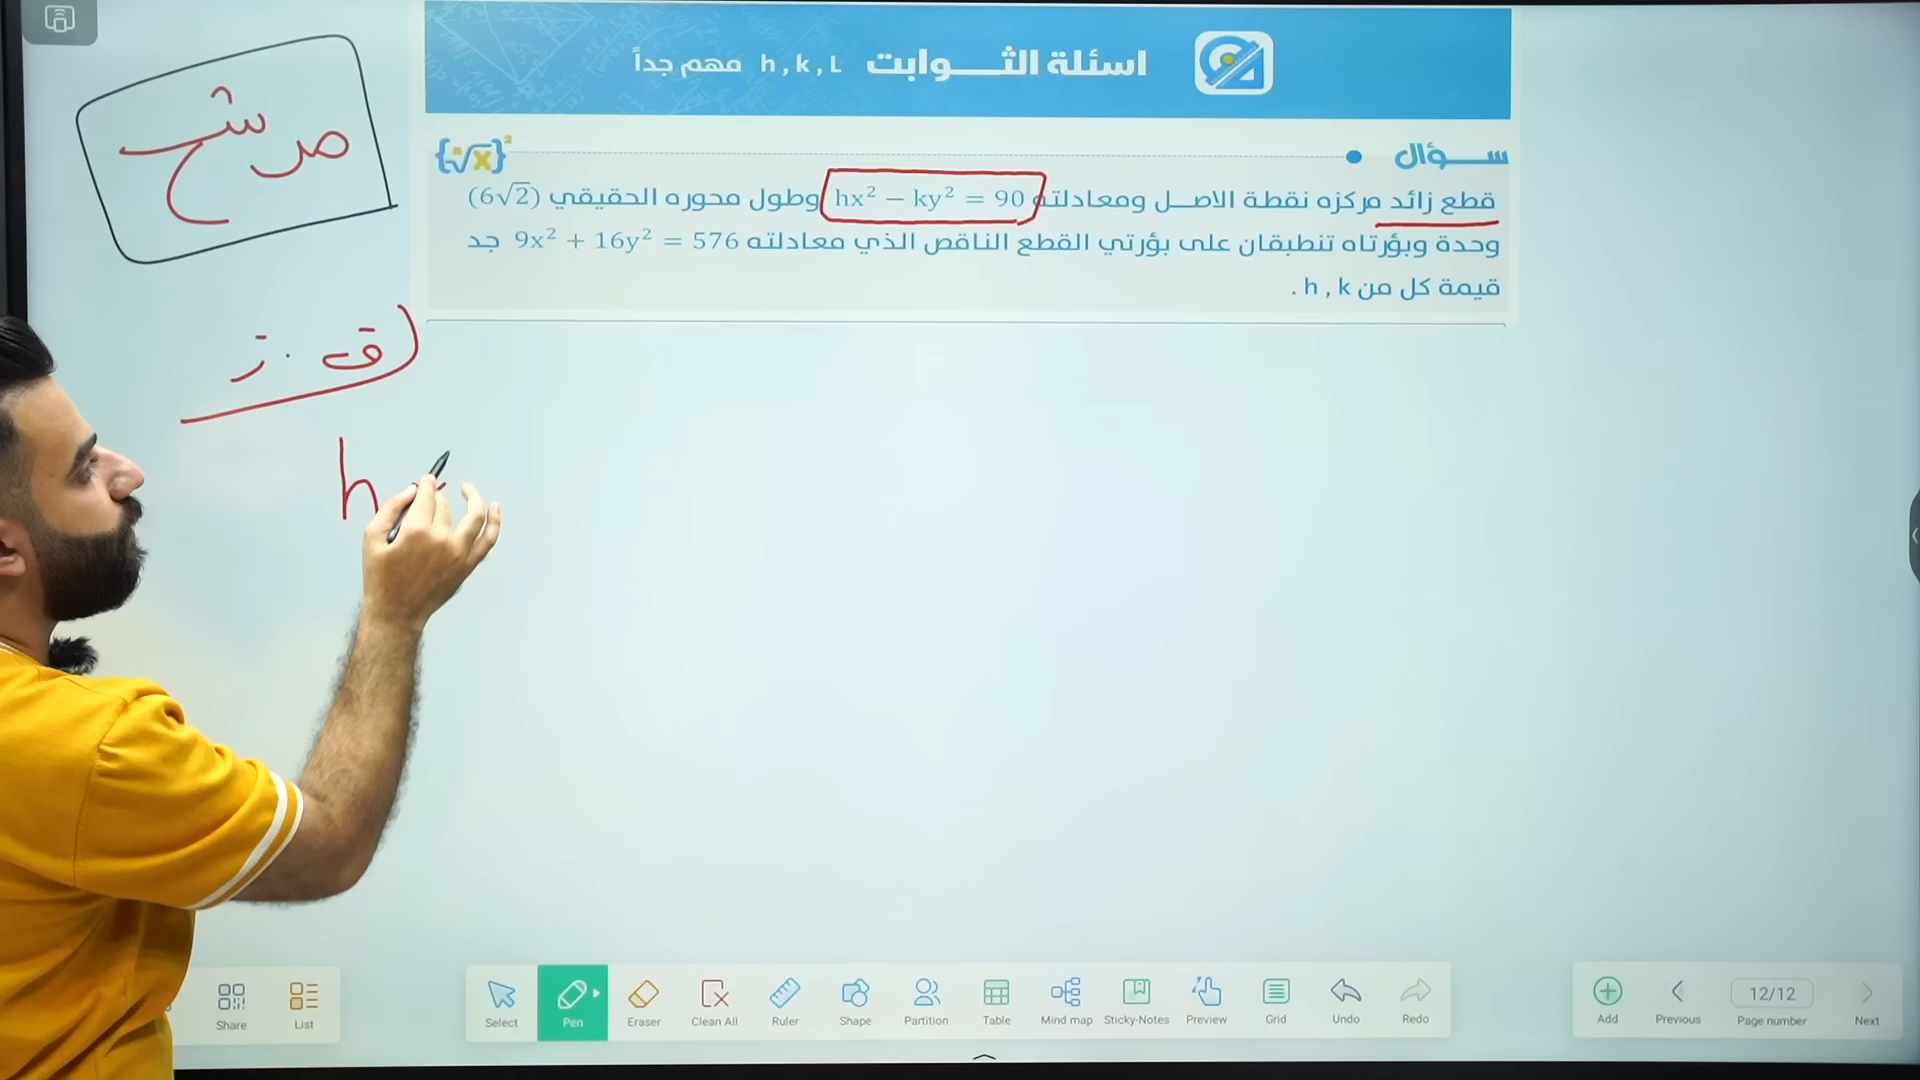 اسئلة الثـــــوابت h , k , L مهم جداً
ســـؤال
{ⁿ√x}²
قطع زائد مركزه نقطة الاصـــل ومعادلته hx² − ky² = 90 وطول محوره الحقيقي (6√2)
وحدة وبؤرتاه تنطبقان على بؤرتي القطع الناقص الذي معادلته 9x² + 16y² = 576 جد
قيمة كل من h , k .
ق . ز
h
Share
List
Select
Pen
Eraser
Clean All
Ruler
Shape
Partition
Table
Mind map
Sticky-Notes
Preview
Grid
Undo
Redo
Add
Previous
12/12
Page number
Next